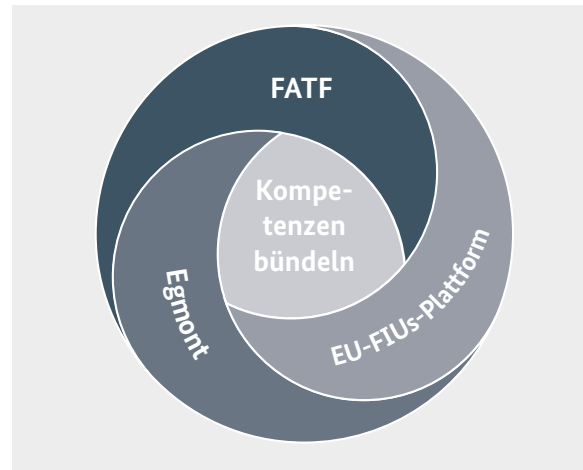 FATF
Kompe-
tenzen
bündeln
Egmont
EU-FIUs-Plattform